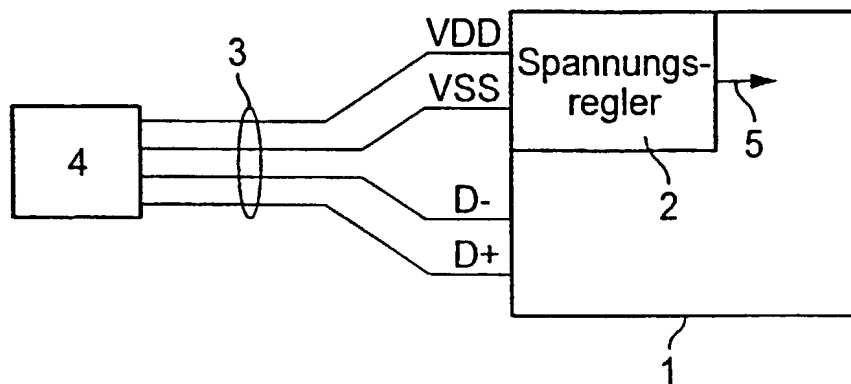 3
VDD
VSS
D-
D+
4
Spannungs-
regler
2
5
1